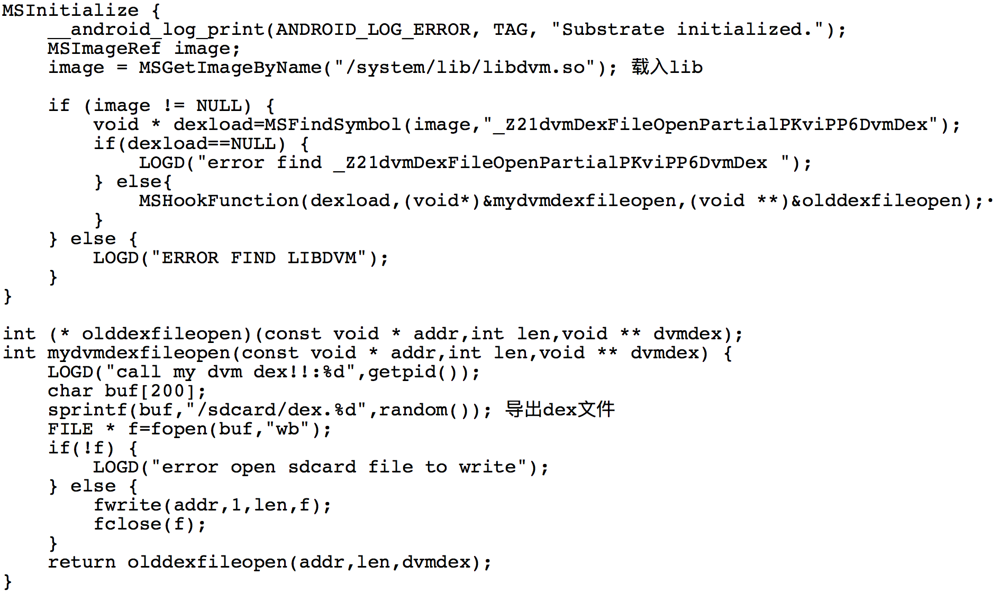 MSInitialize {
    __android_log_print(ANDROID_LOG_ERROR, TAG, "Substrate initialized.");
    MSImageRef image;
    image = MSGetImageByName("/system/lib/libdvm.so"); 载入lib

    if (image != NULL) {
        void * dexload=MSFindSymbol(image,"_Z21dvmDexFileOpenPartialPKviPP6DvmDex");
        if(dexload==NULL) {
            LOGD("error find _Z21dvmDexFileOpenPartialPKviPP6DvmDex ");
        } else{
            MSHookFunction(dexload,(void*)&mydvmdexfileopen,(void **)&olddexfileopen);·
        }
    } else {
        LOGD("ERROR FIND LIBDVM");
    }
}

int (* olddexfileopen)(const void * addr,int len,void ** dvmdex);
int mydvmdexfileopen(const void * addr,int len,void ** dvmdex) {
    LOGD("call my dvm dex!!:%d",getpid());
    char buf[200];
    sprintf(buf,"/sdcard/dex.%d",random()); 导出dex文件
    FILE * f=fopen(buf,"wb");
    if(!f) {
        LOGD("error open sdcard file to write");
    } else {
        fwrite(addr,1,len,f);
        fclose(f);
    }
    return olddexfileopen(addr,len,dvmdex);
}